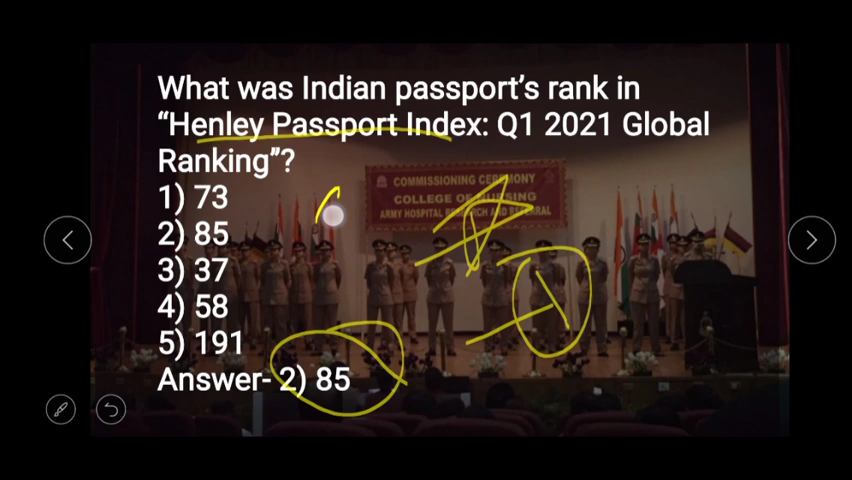 What was Indian passport's rank in
“Henley Passport Index: Q1 2021 Global
Ranking”?
1) 73
2) 85
3) 37
4) 58
5) 191
Answer- 2) 85
COMMISSIONING CEREMONY
COLLEGE OF NURSING
ARMY HOSPITAL RESEARCH AND REFERRAL